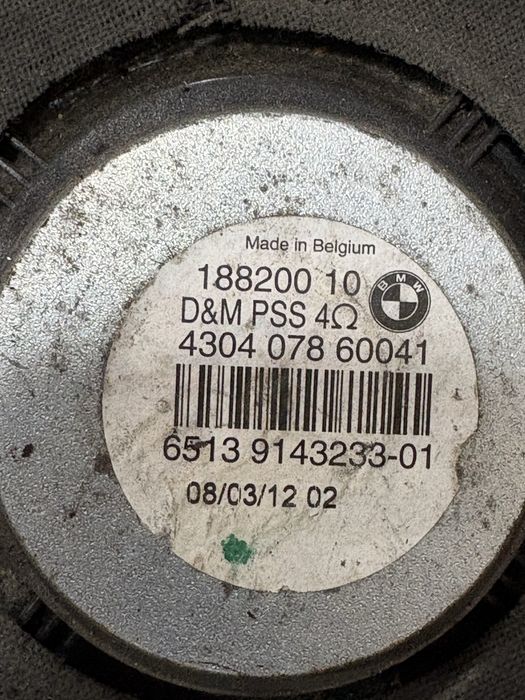 Made in Belgium
188200 10
BMW
D&M PSS 4Ω
4304 078 60041
6513 9143233-01
08/03/12 02